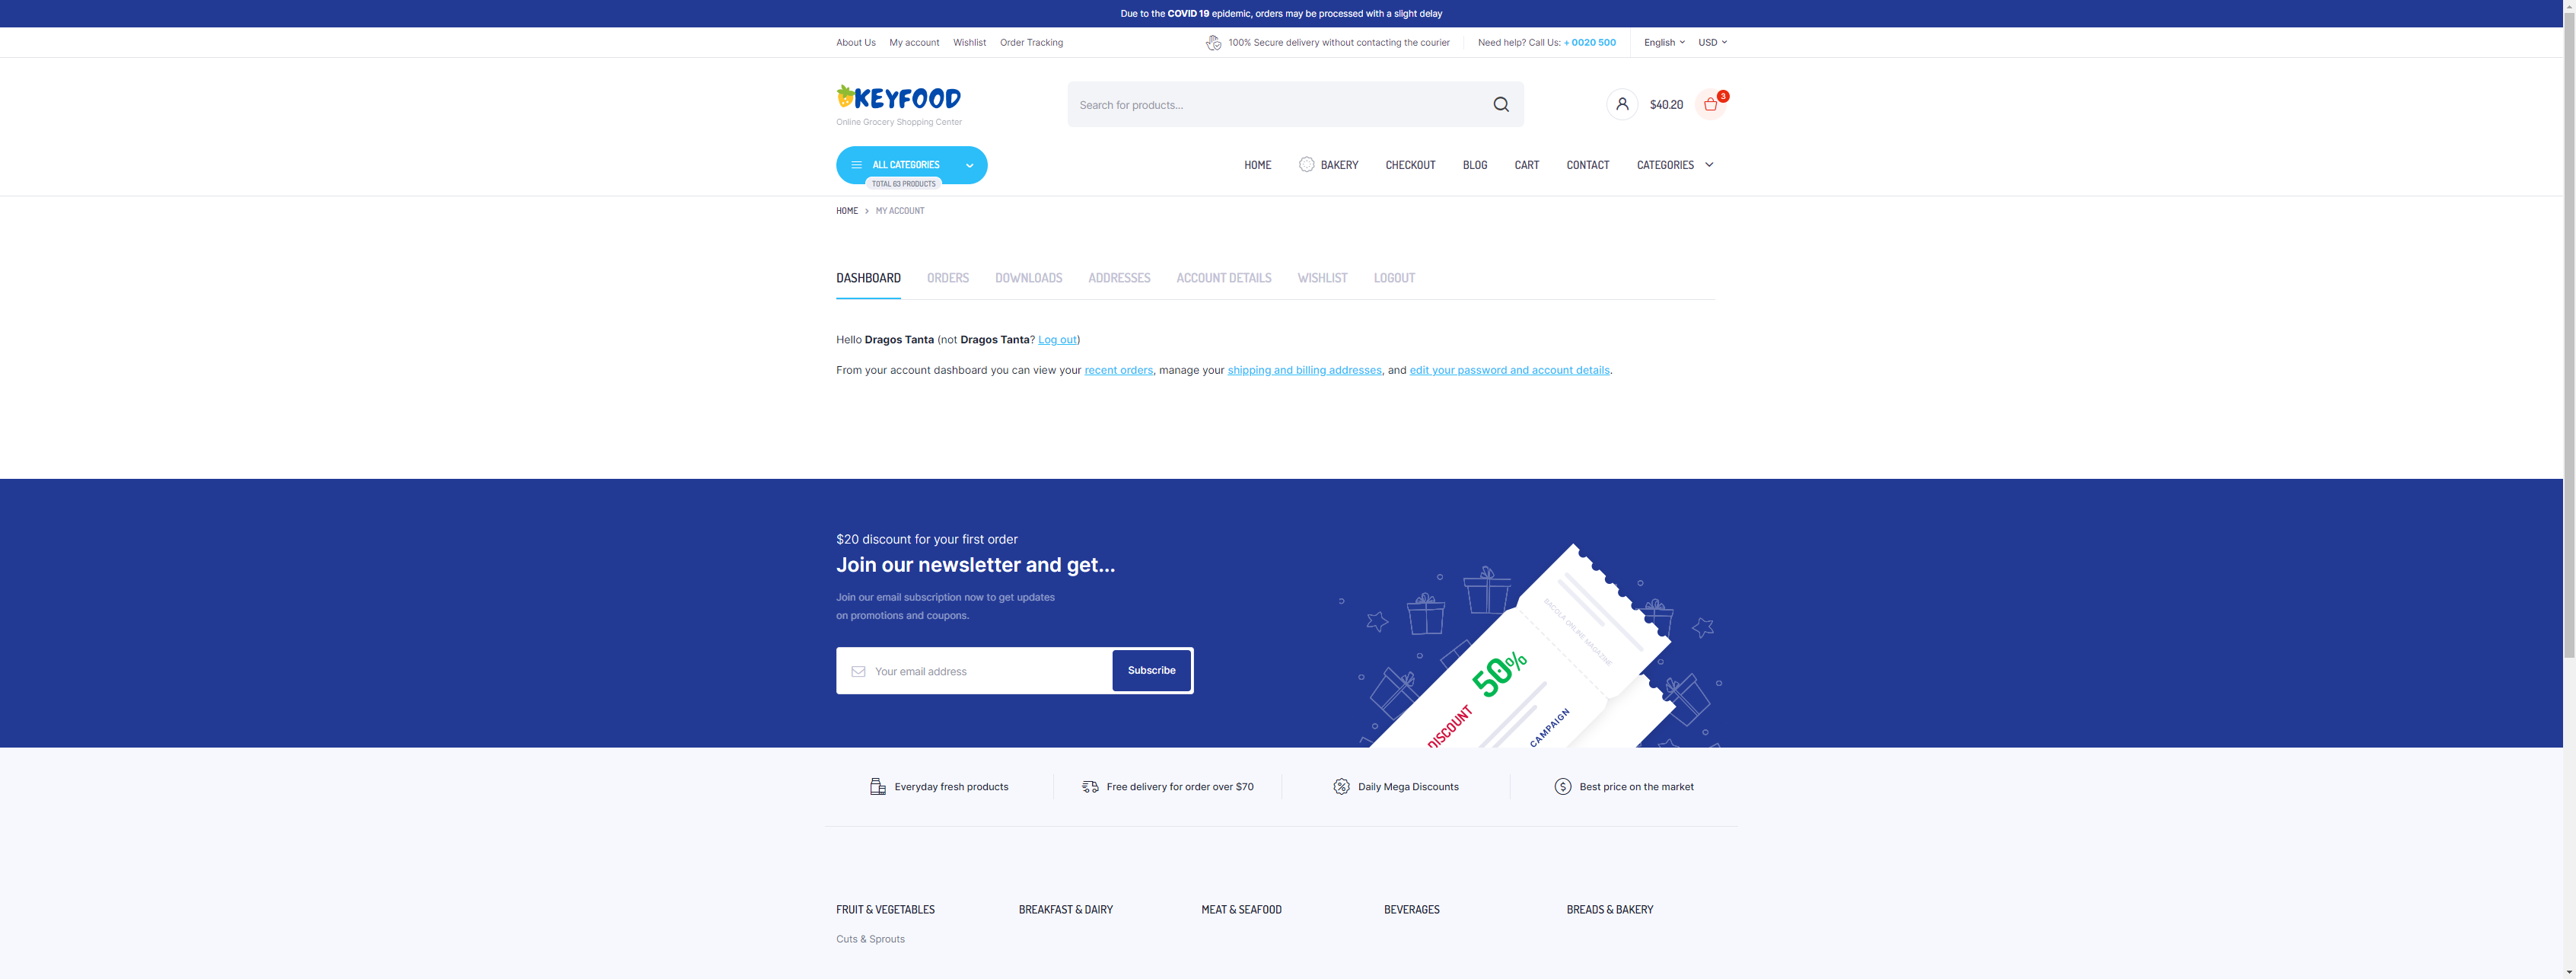 Due to the COVID 19 epidemic, orders may be processed with a slight delay
About Us My account Wishlist Order Tracking 100% Secure delivery without contacting the courier Need help? Call Us: + 0020 500 English USD
KEYFOOD
Online Grocery Shopping Center
Search for products...
$40.20 3
ALL CATEGORIES
TOTAL 63 PRODUCTS
HOME BAKERY CHECKOUT BLOG CART CONTACT CATEGORIES
HOME > MY ACCOUNT
DASHBOARD ORDERS DOWNLOADS ADDRESSES ACCOUNT DETAILS WISHLIST LOGOUT
Hello Dragos Tanta (not Dragos Tanta? Log out)
From your account dashboard you can view your recent orders, manage your shipping and billing addresses, and edit your password and account details.
$20 discount for your first order
Join our newsletter and get...
Join our email subscription now to get updates
on promotions and coupons.
Your email address Subscribe
BACOLA ONLINE MAGAZINE
50%
DISCOUNT
CAMPAIGN
Everyday fresh products Free delivery for order over $70 Daily Mega Discounts Best price on the market
FRUIT & VEGETABLES BREAKFAST & DAIRY MEAT & SEAFOOD BEVERAGES BREADS & BAKERY
Cuts & Sprouts